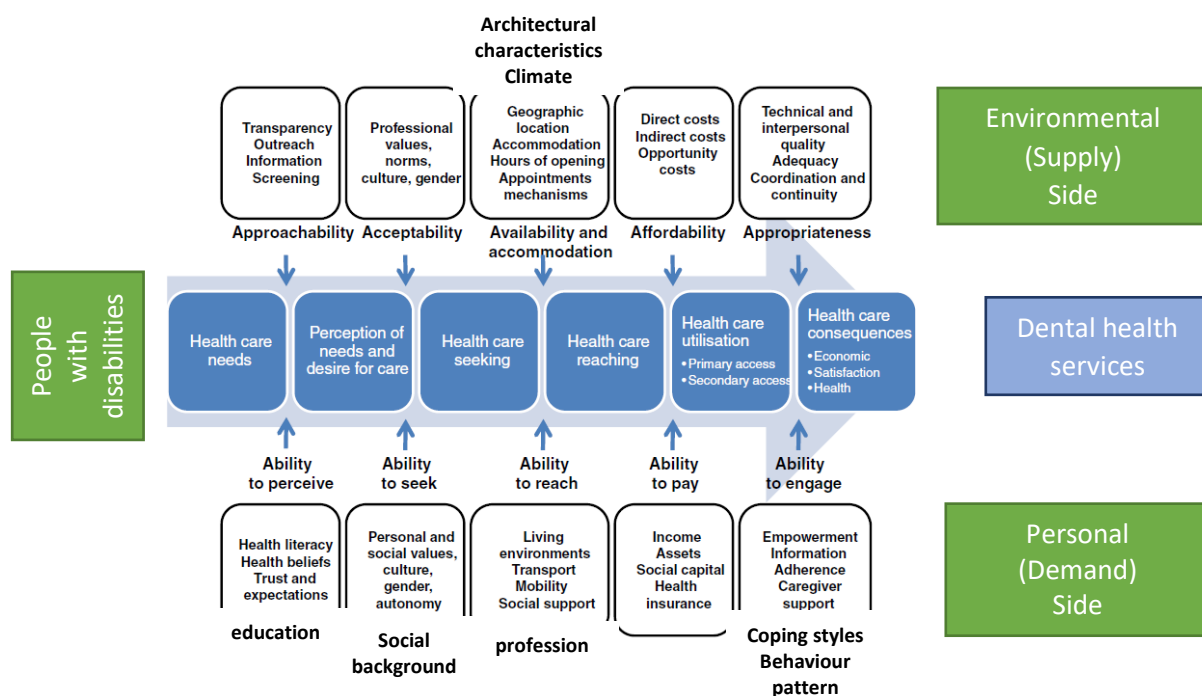 Architectural
characteristics
Climate
Transparency
Outreach
Information
Screening
Professional
values,
norms,
culture, gender
Geographic
location
Accommodation
Hours of opening
Appointments
mechanisms
Direct costs
Indirect costs
Opportunity
costs
Technical and
interpersonal
quality
Adequacy
Coordination and
continuity
Environmental
(Supply)
Side
Approachability
Acceptability
Availability and
accommodation
Affordability
Appropriateness
People
with
disabilities
Health care
needs
Perception of
needs and
desire for care
Health care
seeking
Health care
reaching
Health care
utilisation
•Primary access
•Secondary access
Health care
consequences
•Economic
•Satisfaction
•Health
Dental health
services
Ability
to perceive
Ability
to seek
Ability
to reach
Ability
to pay
Ability
to engage
Health literacy
Health beliefs
Trust and
expectations
Personal and
social values,
culture,
gender,
autonomy
Living
environments
Transport
Mobility
Social support
Income
Assets
Social capital
Health
insurance
Empowerment
Information
Adherence
Caregiver
support
Personal
(Demand)
Side
education
Social
background
profession
Coping styles
Behaviour
pattern